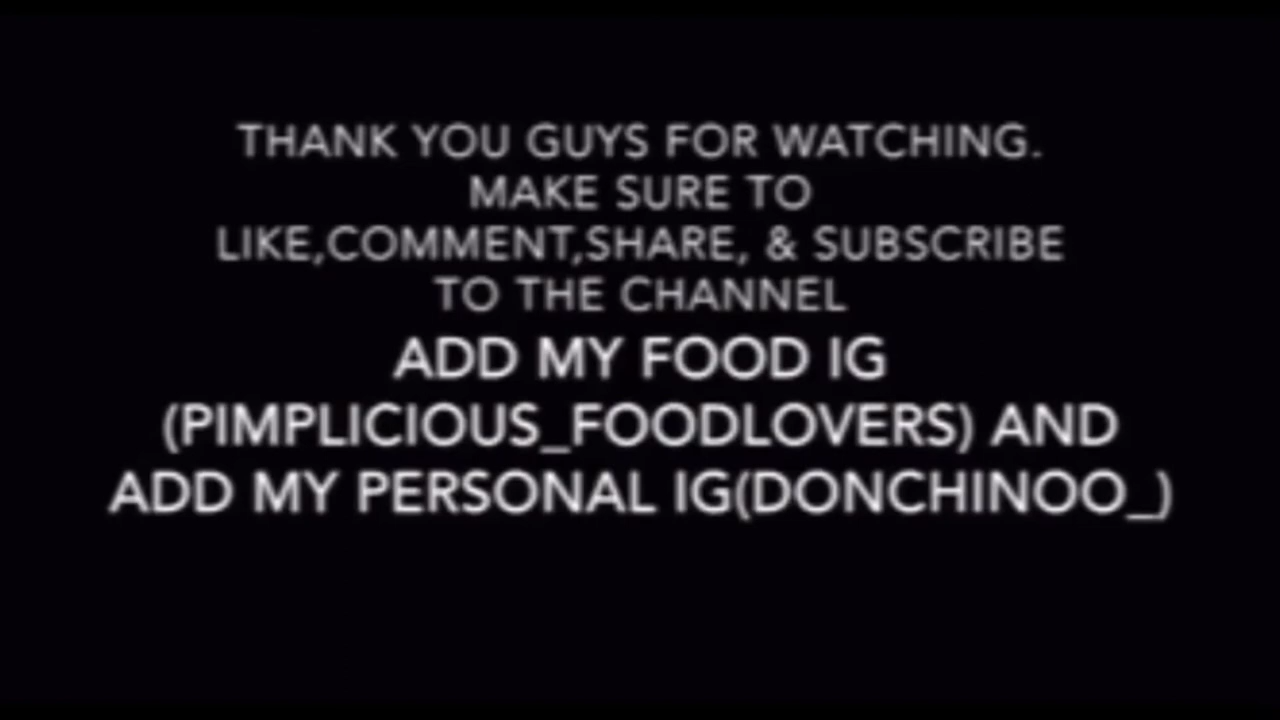 THANK YOU GUYS FOR WATCHING.
MAKE SURE TO
LIKE,COMMENT,SHARE, & SUBSCRIBE
TO THE CHANNEL
ADD MY FOOD IG
(PIMPLICIOUS_FOODLOVERS) AND
ADD MY PERSONAL IG(DONCHINOO_)